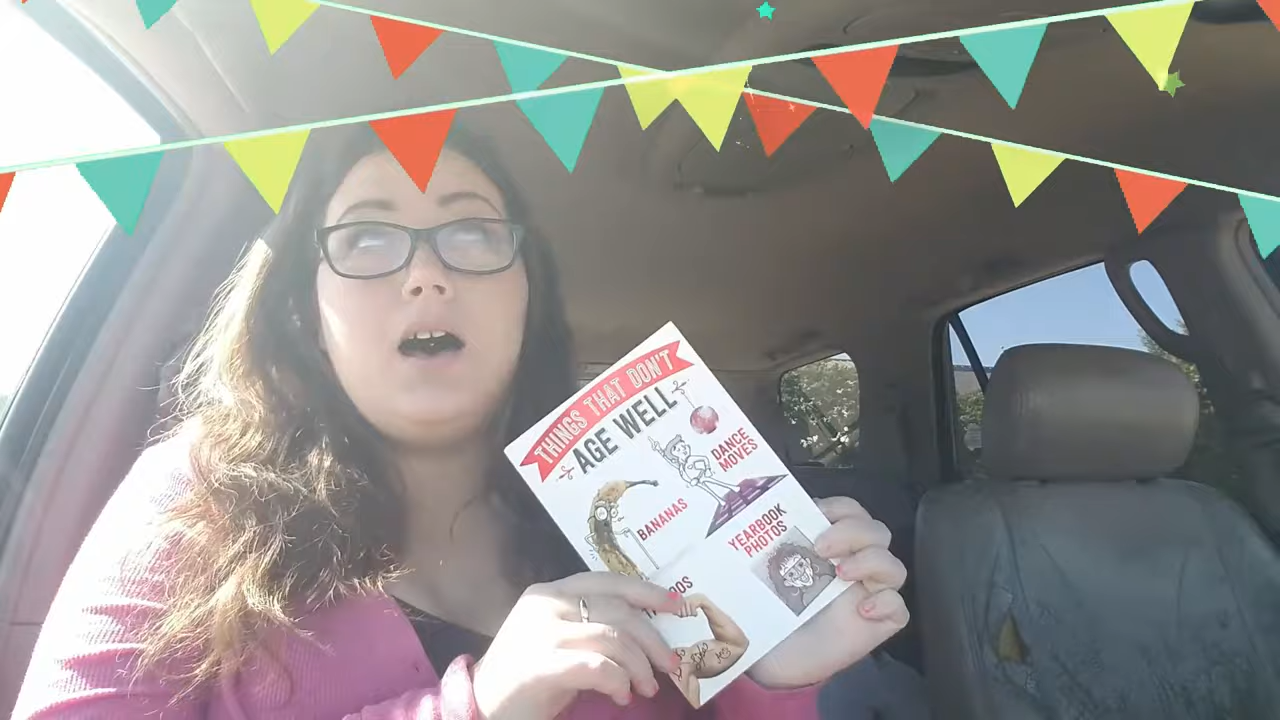 THINGS THAT DON'T
AGE WELL
DANCE
MOVES
BANANAS
YEARBOOK
PHOTOS